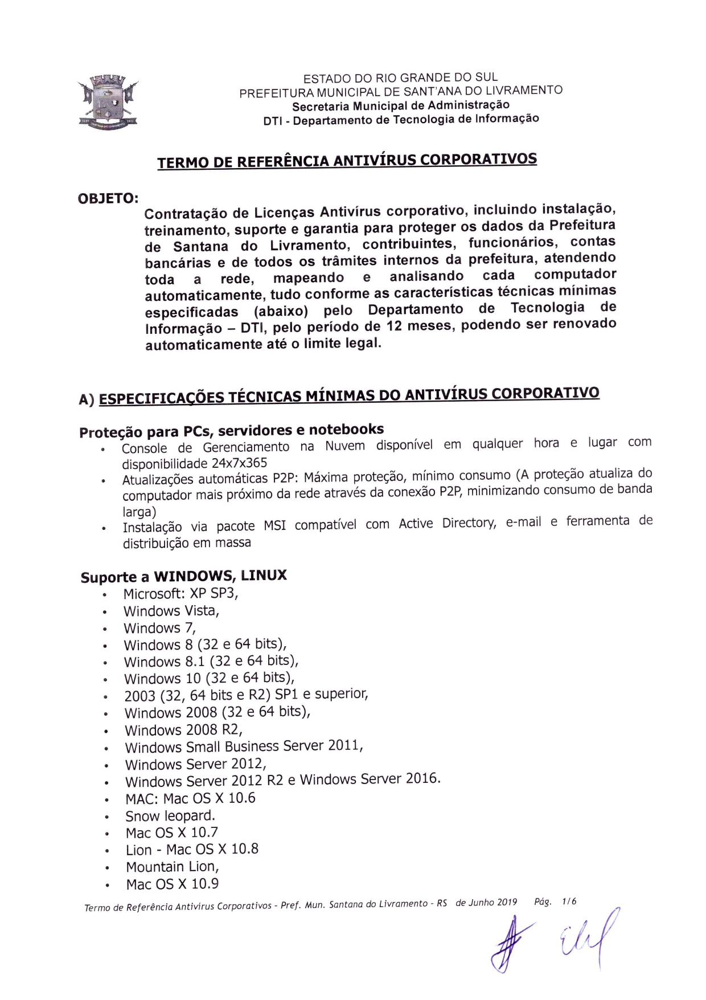 ESTADO DO RIO GRANDE DO SUL
PREFEITURA MUNICIPAL DE SANT'ANA DO LIVRAMENTO
Secretaria Municipal de Administração
DTI - Departamento de Tecnologia de Informação
TERMO DE REFERÊNCIA ANTIVÍRUS CORPORATIVOS
OBJETO:
Contratação de Licenças Antivírus corporativo, incluindo instalação,
treinamento, suporte e garantia para proteger os dados da Prefeitura
de Santana do Livramento, contribuintes, funcionários, contas
bancárias e de todos os trâmites internos da prefeitura, atendendo
toda a rede, mapeando e analisando cada computador
automaticamente, tudo conforme as características técnicas mínimas
especificadas (abaixo) pelo Departamento de Tecnologia de
Informação – DTI, pelo período de 12 meses, podendo ser renovado
automaticamente até o limite legal.
A) ESPECIFICAÇÕES TÉCNICAS MÍNIMAS DO ANTIVÍRUS CORPORATIVO
Proteção para PCs, servidores e notebooks
• Console de Gerenciamento na Nuvem disponível em qualquer hora e lugar com
disponibilidade 24x7x365
• Atualizações automáticas P2P: Máxima proteção, mínimo consumo (A proteção atualiza do
computador mais próximo da rede através da conexão P2P, minimizando consumo de banda
larga)
• Instalação via pacote MSI compatível com Active Directory, e-mail e ferramenta de
distribuição em massa
Suporte a WINDOWS, LINUX
• Microsoft: XP SP3,
• Windows Vista,
• Windows 7,
• Windows 8 (32 e 64 bits),
• Windows 8.1 (32 e 64 bits),
• Windows 10 (32 e 64 bits),
• 2003 (32, 64 bits e R2) SP1 e superior,
• Windows 2008 (32 e 64 bits),
• Windows 2008 R2,
• Windows Small Business Server 2011,
• Windows Server 2012,
• Windows Server 2012 R2 e Windows Server 2016.
• MAC: Mac OS X 10.6
• Snow leopard.
• Mac OS X 10.7
• Lion - Mac OS X 10.8
• Mountain Lion,
• Mac OS X 10.9
Termo de Referência Antivírus Corporativos - Pref. Mun. Santana do Livramento - RS de Junho 2019 Pág. 1/6